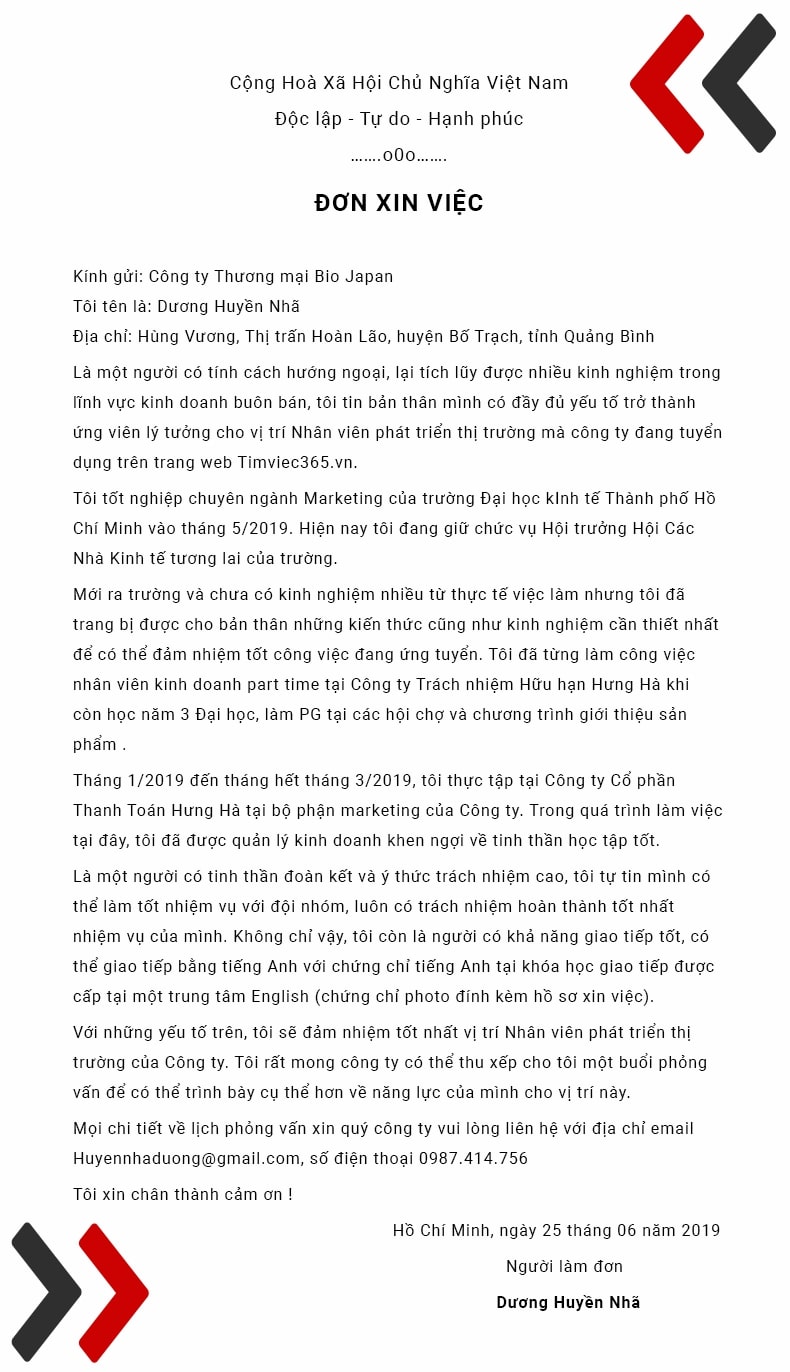 Cộng Hoà Xã Hội Chủ Nghĩa Việt Nam
Độc lập - Tự do - Hạnh phúc
.......o0o.......
ĐƠN XIN VIỆC
Kính gửi: Công ty Thương mại Bio Japan
Tôi tên là: Dương Huyền Nhã
Địa chỉ: Hùng Vương, Thị trấn Hoàn Lão, huyện Bố Trạch, tỉnh Quảng Bình
Là một người có tính cách hướng ngoại, lại tích lũy được nhiều kinh nghiệm trong
lĩnh vực kinh doanh buôn bán, tôi tin bản thân mình có đầy đủ yếu tố trở thành
ứng viên lý tưởng cho vị trí Nhân viên phát triển thị trường mà công ty đang tuyển
dụng trên trang web Timviec365.vn.
Tôi tốt nghiệp chuyên ngành Marketing của trường Đại học kInh tế Thành phố Hồ
Chí Minh vào tháng 5/2019. Hiện nay tôi đang giữ chức vụ Hội trưởng Hội Các
Nhà Kinh tế tương lai của trường.
Mới ra trường và chưa có kinh nghiệm nhiều từ thực tế việc làm nhưng tôi đã
trang bị được cho bản thân những kiến thức cũng như kinh nghiệm cần thiết nhất
để có thể đảm nhiệm tốt công việc đang ứng tuyển. Tôi đã từng làm công việc
nhân viên kinh doanh part time tại Công ty Trách nhiệm Hữu hạn Hưng Hà khi
còn học năm 3 Đại học, làm PG tại các hội chợ và chương trình giới thiệu sản
phẩm .
Tháng 1/2019 đến tháng hết tháng 3/2019, tôi thực tập tại Công ty Cổ phần
Thanh Toán Hưng Hà tại bộ phận marketing của Công ty. Trong quá trình làm việc
tại đây, tôi đã được quản lý kinh doanh khen ngợi về tinh thần học tập tốt.
Là một người có tinh thần đoàn kết và ý thức trách nhiệm cao, tôi tự tin mình có
thể làm tốt nhiệm vụ với đội nhóm, luôn có trách nhiệm hoàn thành tốt nhất
nhiệm vụ của mình. Không chỉ vậy, tôi còn là người có khả năng giao tiếp tốt, có
thể giao tiếp bằng tiếng Anh với chứng chỉ tiếng Anh tại khóa học giao tiếp được
cấp tại một trung tâm English (chứng chỉ photo đính kèm hồ sơ xin việc).
Với những yếu tố trên, tôi sẽ đảm nhiệm tốt nhất vị trí Nhân viên phát triển thị
trường của Công ty. Tôi rất mong công ty có thể thu xếp cho tôi một buổi phỏng
vấn để có thể trình bày cụ thể hơn về năng lực của mình cho vị trí này.
Mọi chi tiết về lịch phỏng vấn xin quý công ty vui lòng liên hệ với địa chỉ email
Huyennhaduong@gmail.com, số điện thoại 0987.414.756
Tôi xin chân thành cảm ơn !
Hồ Chí Minh, ngày 25 tháng 06 năm 2019
Người làm đơn
Dương Huyền Nhã